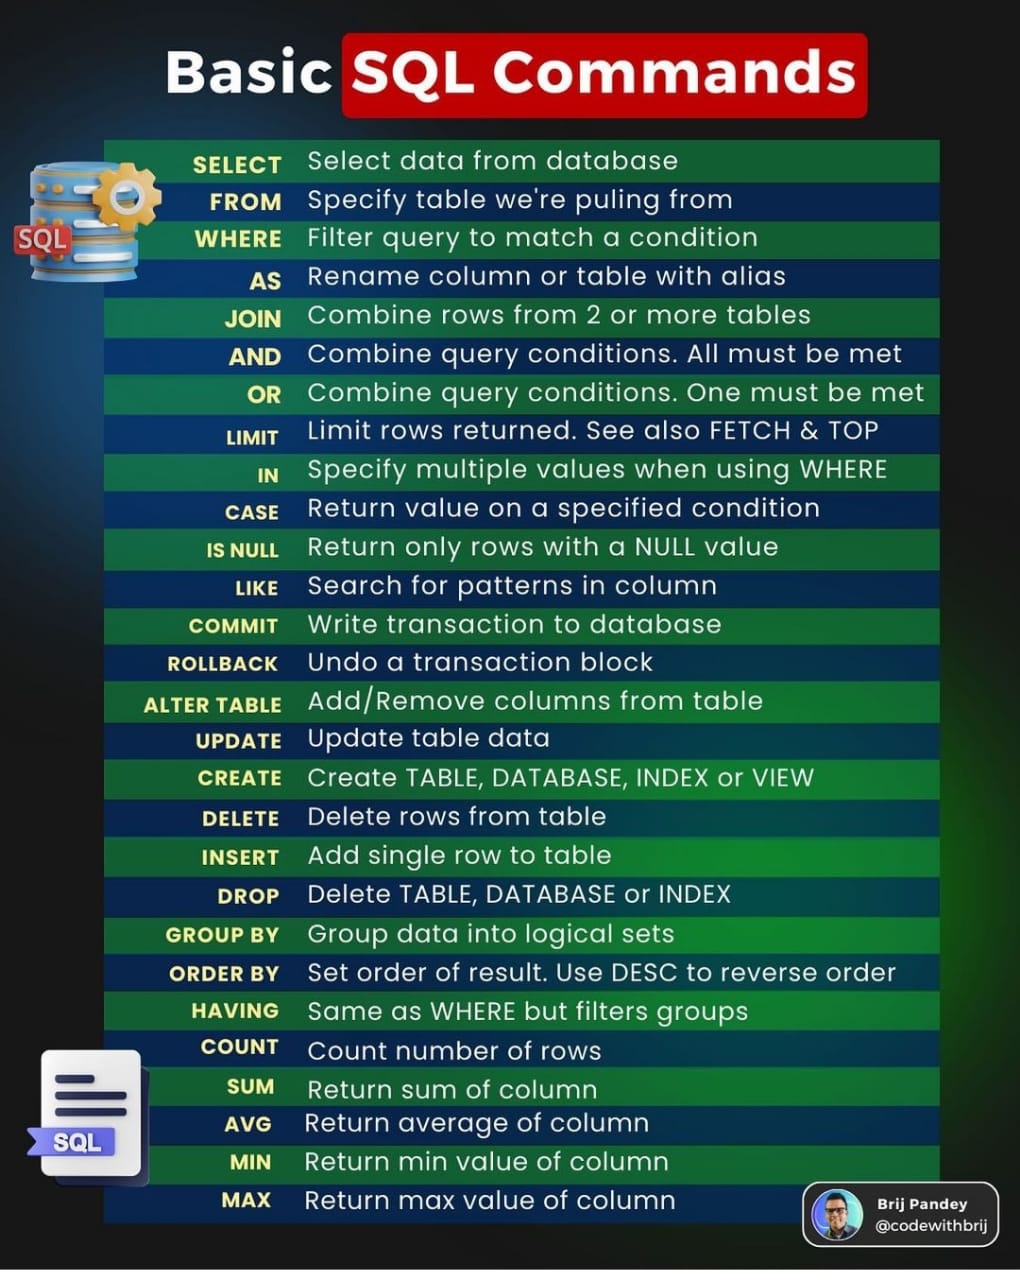 Basic SQL Commands
SELECT Select data from database
FROM Specify table we're puling from
WHERE Filter query to match a condition
SQL
AS Rename column or table with alias
JOIN Combine rows from 2 or more tables
AND Combine query conditions. All must be met
OR Combine query conditions. One must be met
LIMIT Limit rows returned. See also FETCH & TOP
IN Specify multiple values when using WHERE
CASE Return value on a specified condition
IS NULL Return only rows with a NULL value
LIKE Search for patterns in column
COMMIT Write transaction to database
ROLLBACK Undo a transaction block
ALTER TABLE Add/Remove columns from table
UPDATE Update table data
CREATE Create TABLE, DATABASE, INDEX or VIEW
DELETE Delete rows from table
INSERT Add single row to table
DROP Delete TABLE, DATABASE or INDEX
GROUP BY Group data into logical sets
ORDER BY Set order of result. Use DESC to reverse order
HAVING Same as WHERE but filters groups
COUNT Count number of rows
SUM Return sum of column
AVG Return average of column
SQL
MIN Return min value of column
MAX Return max value of column
Brij Pandey
@codewithbrij